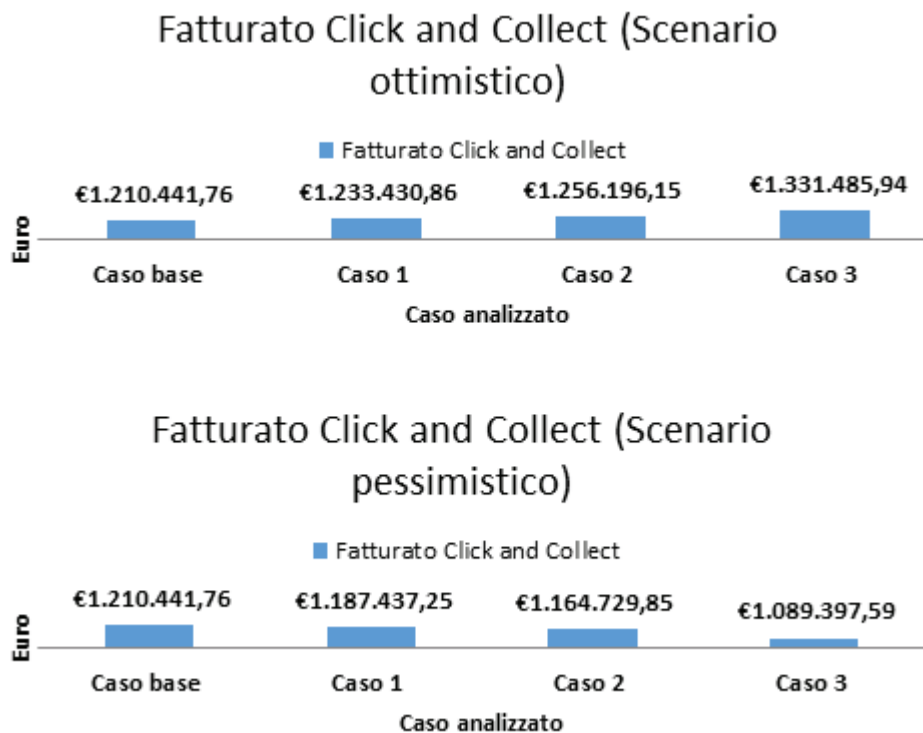 Fatturato Click and Collect (Scenario
ottimistico)
Fatturato Click and Collect
€1.210.441,76 €1.233.430,86 €1.256.196,15 €1.331.485,94
Euro
Caso base Caso 1 Caso 2 Caso 3
Caso analizzato
Fatturato Click and Collect (Scenario
pessimistico)
Fatturato Click and Collect
€1.210.441,76 €1.187.437,25 €1.164.729,85 €1.089.397,59
Euro
Caso base Caso 1 Caso 2 Caso 3
Caso analizzato